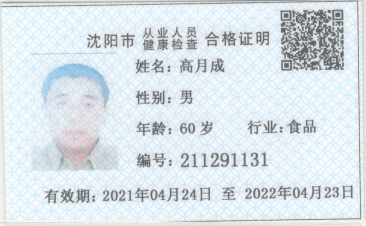 沈阳市 从业人员健康检查 合格证明
姓名：高月成
性别：男
年龄：60岁 行业：食品
编号：211291131
有效期：2021年04月24日 至 2022年04月23日